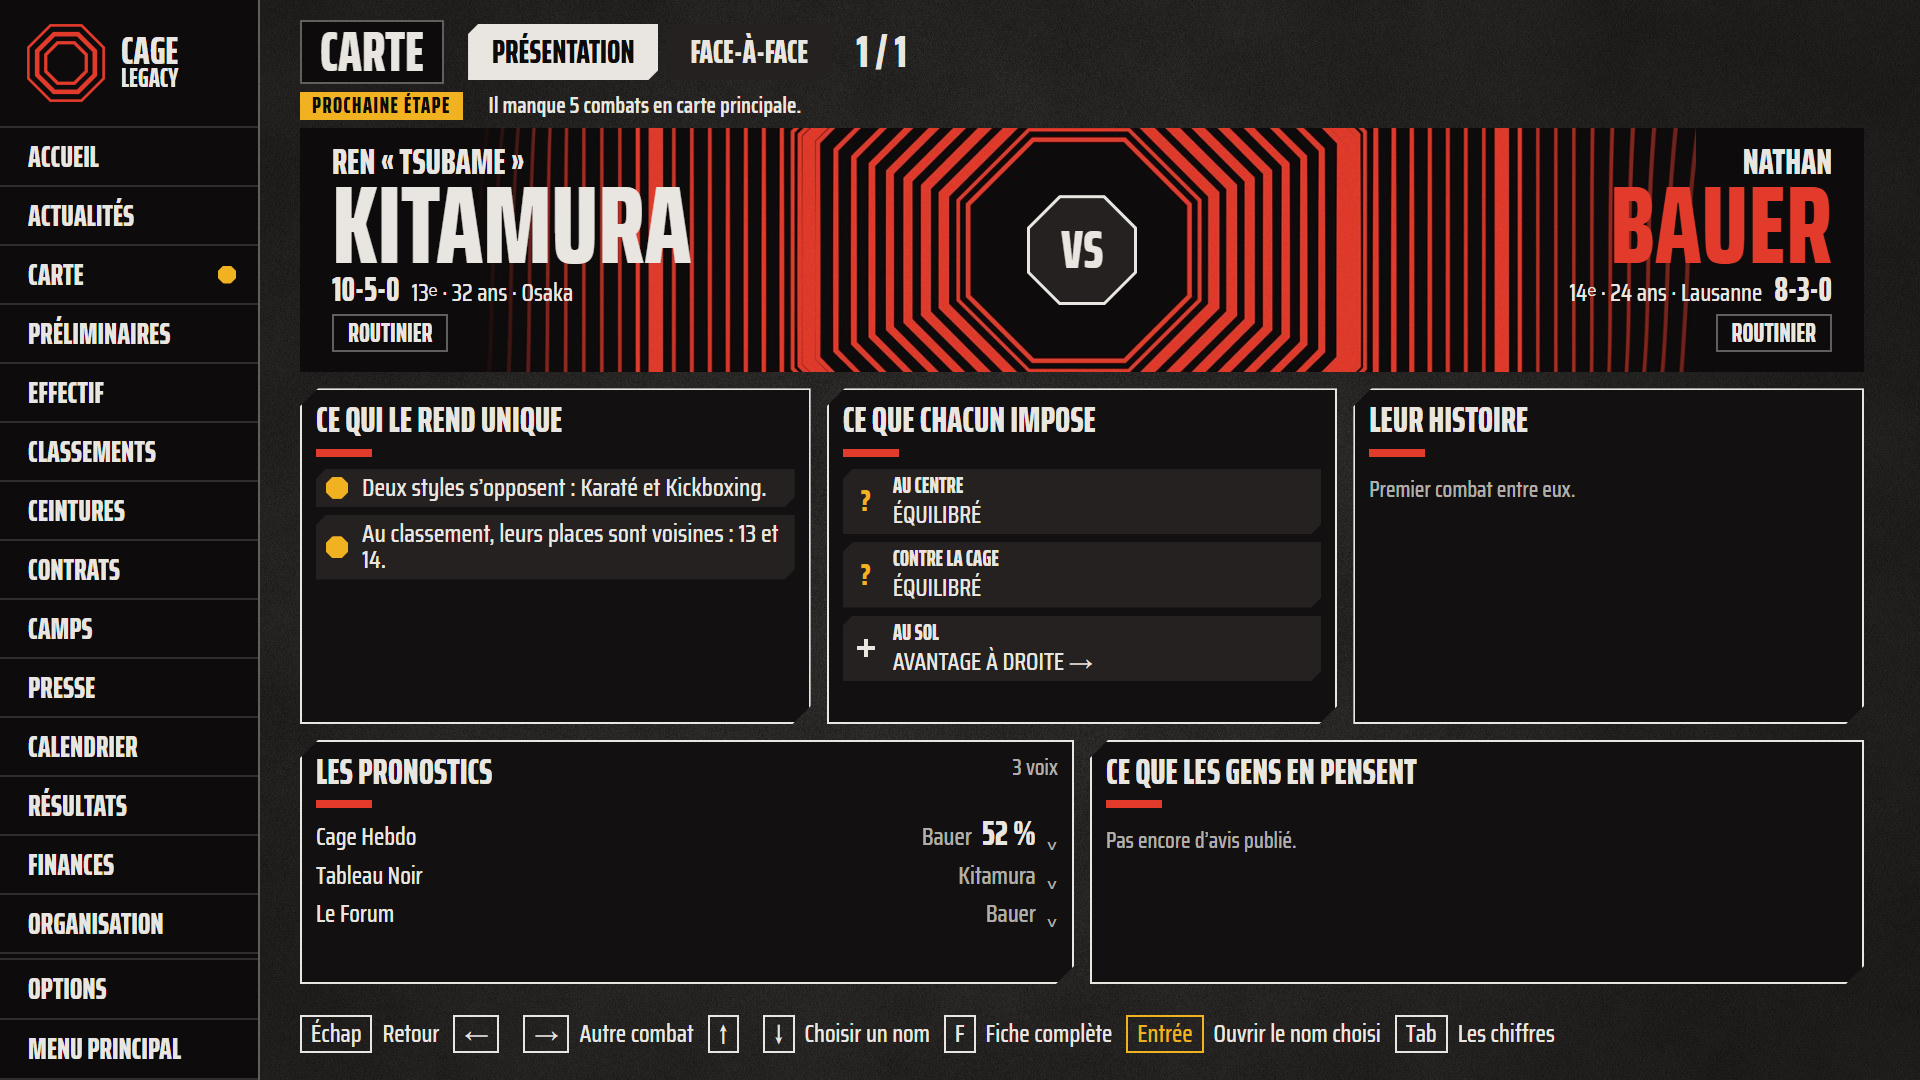 CAGE
LEGACY
ACCUEIL
ACTUALITÉS
CARTE
PRÉLIMINAIRES
EFFECTIF
CLASSEMENTS
CEINTURES
CONTRATS
CAMPS
PRESSE
CALENDRIER
RÉSULTATS
FINANCES
ORGANISATION
OPTIONS
MENU PRINCIPAL
CARTE PRÉSENTATION FACE-À-FACE 1 / 1
PROCHAINE ÉTAPE Il manque 5 combats en carte principale.
REN « TSUBAME »
KITAMURA
10-5-0 13e · 32 ans · Osaka
ROUTINIER
VS
NATHAN
BAUER
14e · 24 ans · Lausanne 8-3-0
ROUTINIER
CE QUI LE REND UNIQUE
Deux styles s’opposent : Karaté et Kickboxing.
Au classement, leurs places sont voisines : 13 et
14.
CE QUE CHACUN IMPOSE
AU CENTRE
? ÉQUILIBRÉ
CONTRE LA CAGE
? ÉQUILIBRÉ
AU SOL
+ AVANTAGE À DROITE →
LEUR HISTOIRE
Premier combat entre eux.
LES PRONOSTICS 3 voix
Cage Hebdo Bauer 52 % v
Tableau Noir Kitamura v
Le Forum Bauer v
CE QUE LES GENS EN PENSENT
Pas encore d’avis publié.
Échap Retour ← → Autre combat ↑ ↓ Choisir un nom F Fiche complète Entrée Ouvrir le nom choisi Tab Les chiffres